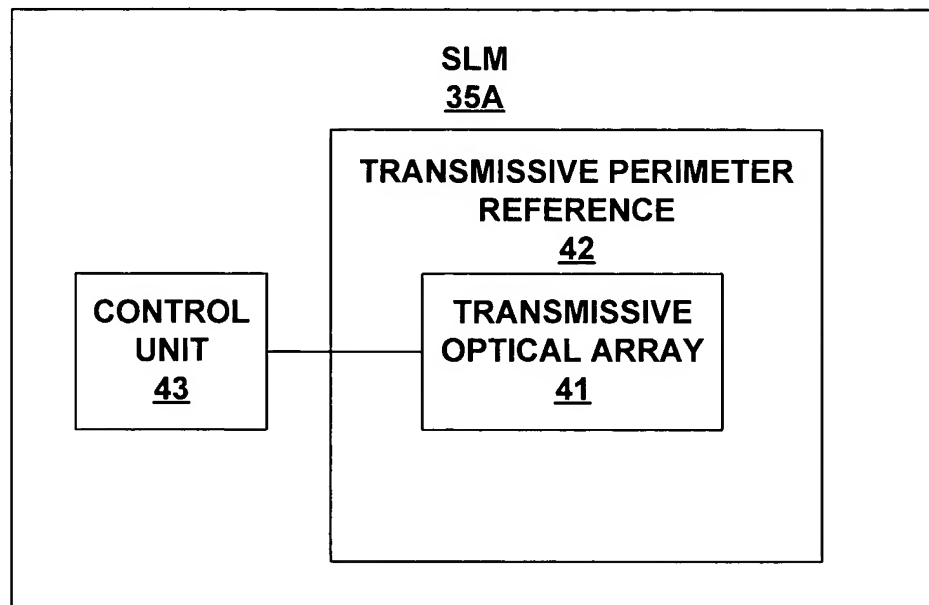 SLM
35A
TRANSMISSIVE PERIMETER
REFERENCE
42
CONTROL
UNIT
43
TRANSMISSIVE
OPTICAL ARRAY
41